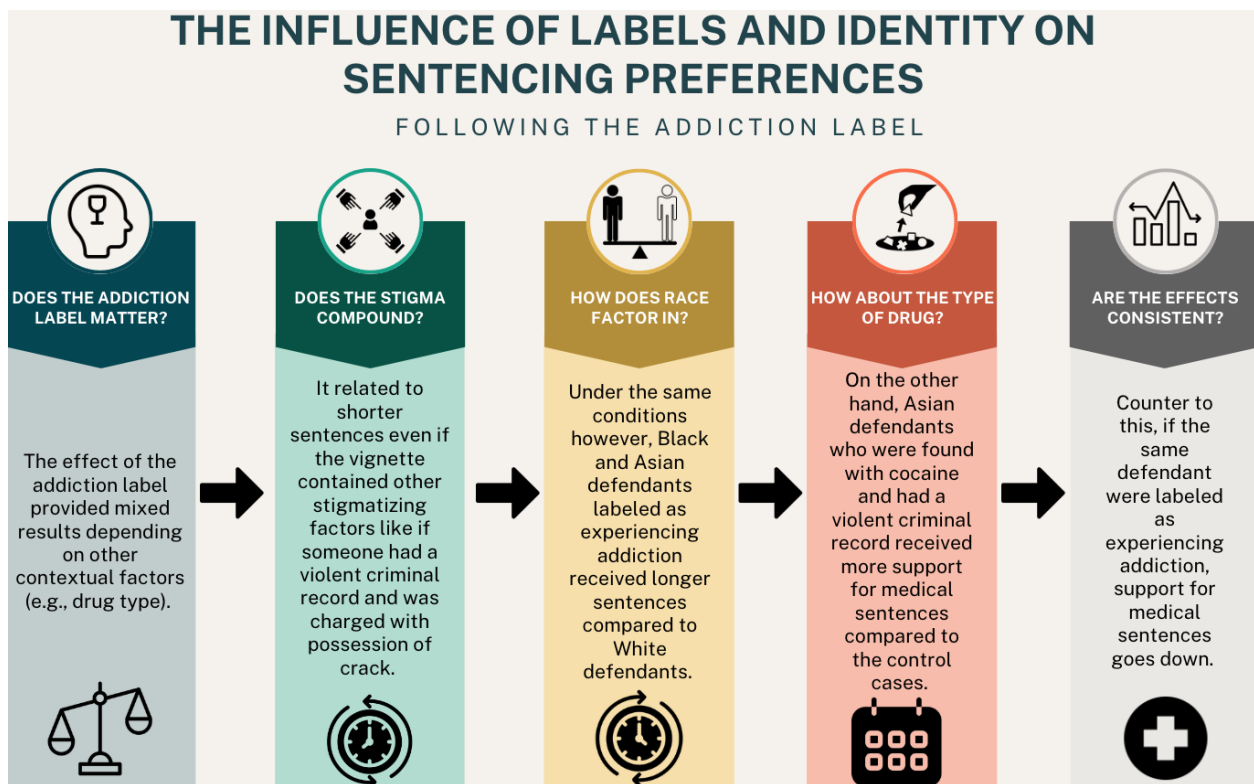 THE INFLUENCE OF LABELS AND IDENTITY ON
SENTENCING PREFERENCES
FOLLOWING THE ADDICTION LABEL
DOES THE ADDICTION
LABEL MATTER?
The effect of the
addiction label
provided mixed
results depending
on other
contextual factors
(e.g., drug type).
DOES THE STIGMA
COMPOUND?
It related to
shorter
sentences even if
the vignette
contained other
stigmatizing
factors like if
someone had a
violent criminal
record and was
charged with
possession of
crack.
HOW DOES RACE
FACTOR IN?
Under the same
conditions
however, Black
and Asian
defendants
labeled as
experiencing
addiction
received longer
sentences
compared to
White
defendants.
HOW ABOUT THE TYPE
OF DRUG?
On the other
hand, Asian
defendants
who were found
with cocaine
and had a
violent criminal
record received
more support
for medical
sentences
compared to
the control
cases.
ARE THE EFFECTS
CONSISTENT?
Counter to
this, if the
same
defendant
were labeled
as
experiencing
addiction,
support for
medical
sentences
goes down.